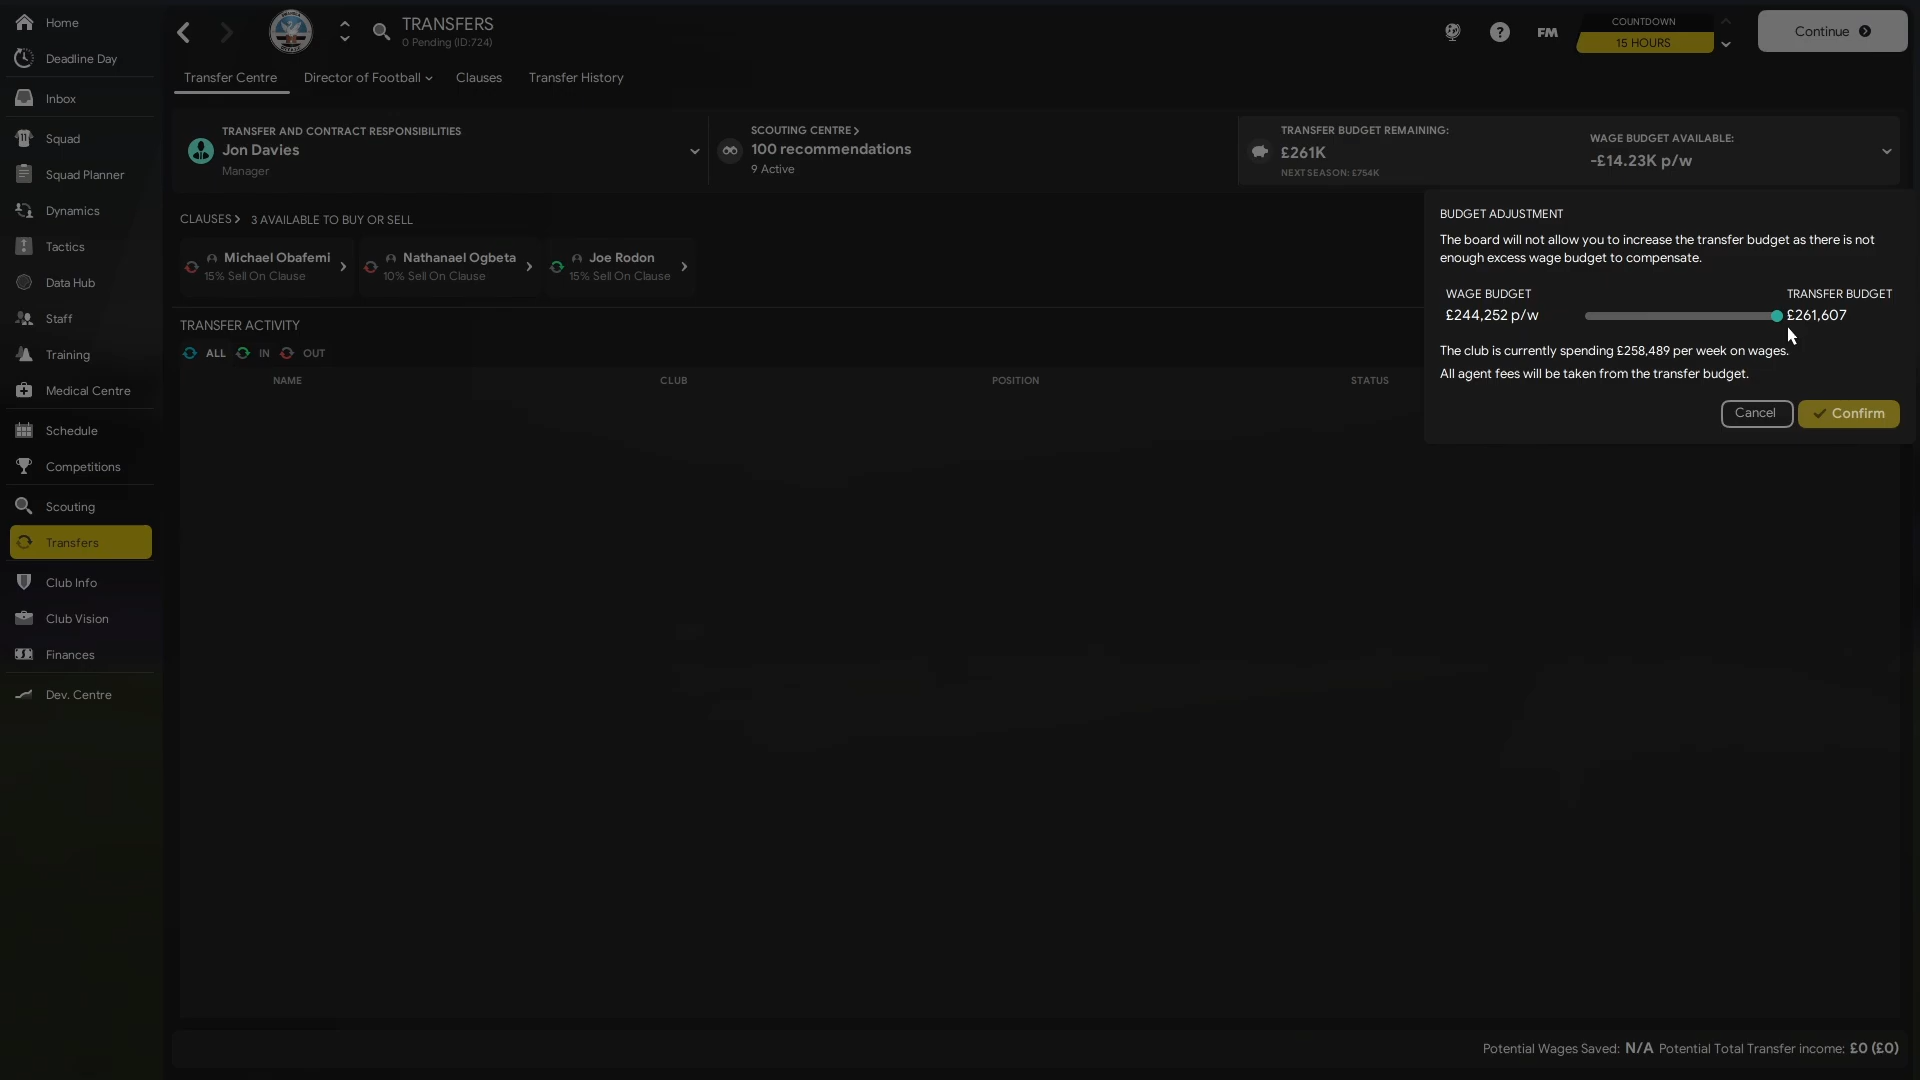 Home
Deadline Day
Inbox
Squad
Squad Planner
Dynamics
Tactics
Data Hub
Staff
Training
Medical Centre
Schedule
Competitions
Scouting
Transfers
Club Info
Club Vision
Finances
Dev. Centre
TRANSFERS
0 Pending (ID:724)
?
FM
COUNTDOWN
15 HOURS
Continue
Transfer Centre
Director of Football
Clauses
Transfer History
TRANSFER AND CONTRACT RESPONSIBILITIES
Jon Davies
Manager
SCOUTING CENTRE
100 recommendations
9 Active
TRANSFER BUDGET REMAINING:
£261K
NEXT SEASON: £754K
WAGE BUDGET AVAILABLE:
-£14.23K p/w
CLAUSES 3 AVAILABLE TO BUY OR SELL
Michael Obafemi
15% Sell On Clause
Nathanael Ogbeta
10% Sell On Clause
Joe Rodon
15% Sell On Clause
TRANSFER ACTIVITY
ALL IN OUT
NAME CLUB POSITION STATUS
BUDGET ADJUSTMENT
The board will not allow you to increase the transfer budget as there is not
enough excess wage budget to compensate.
WAGE BUDGET TRANSFER BUDGET
£244,252 p/w £261,607
The club is currently spending £258,489 per week on wages.
All agent fees will be taken from the transfer budget.
Cancel Confirm
Potential Wages Saved: N/A Potential Total Transfer income: £0 (£0)